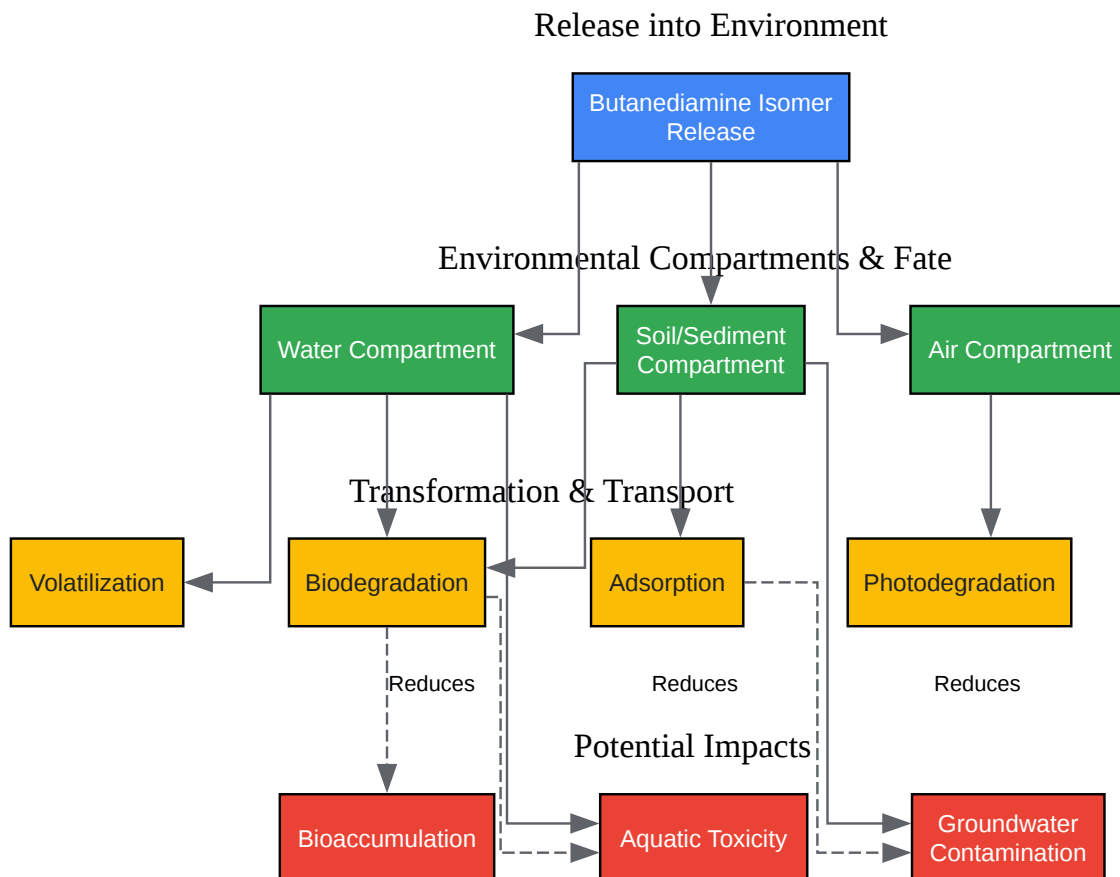 Release into Environment
Butanediamine Isomer
Release
Environmental Compartments & Fate
Water Compartment
Soil/Sediment
Compartment
Air Compartment
Transformation & Transport
Volatilization
Biodegradation
Adsorption
Photodegradation
Reduces
Reduces
Reduces
Potential Impacts
Bioaccumulation
Aquatic Toxicity
Groundwater
Contamination